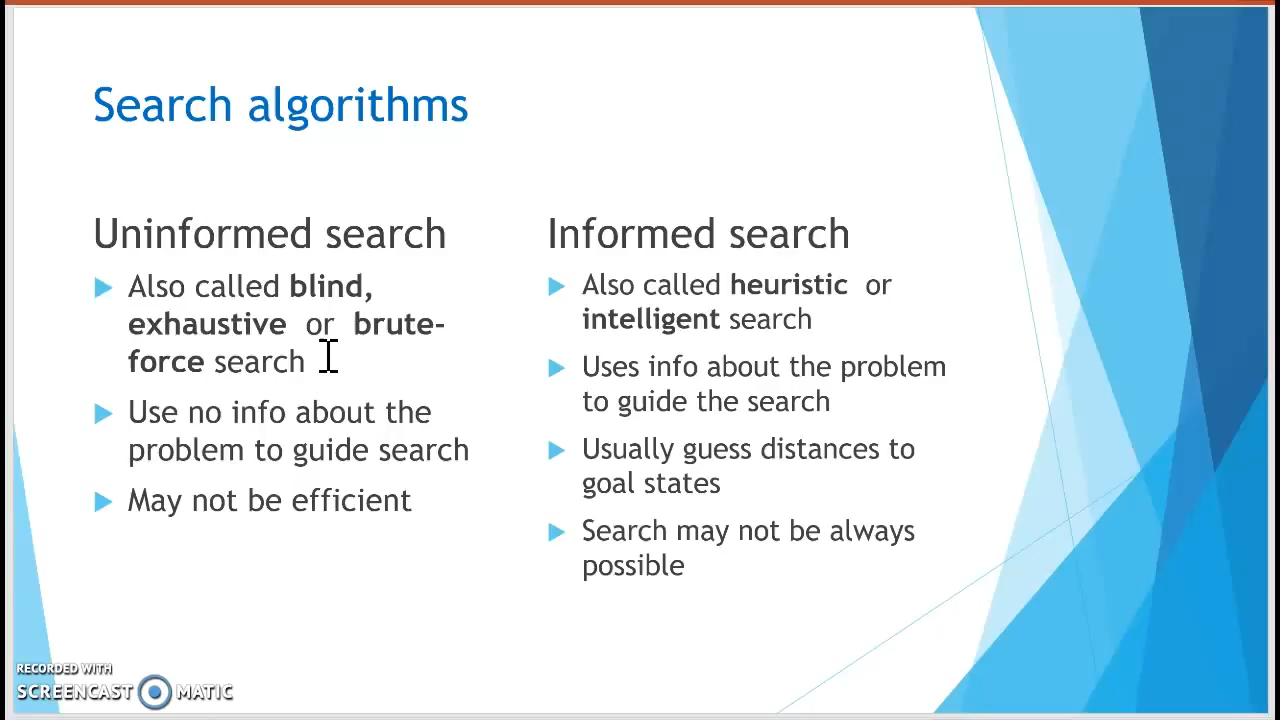 Search algorithms
Uninformed search
Also called blind,
exhaustive or brute-
force search
Use no info about the
problem to guide search
May not be efficient
Informed search
Also called heuristic or
intelligent search
Uses info about the problem
to guide the search
Usually guess distances to
goal states
Search may not be always
possible
RECORDED WITH
SCREENCAST MATIC